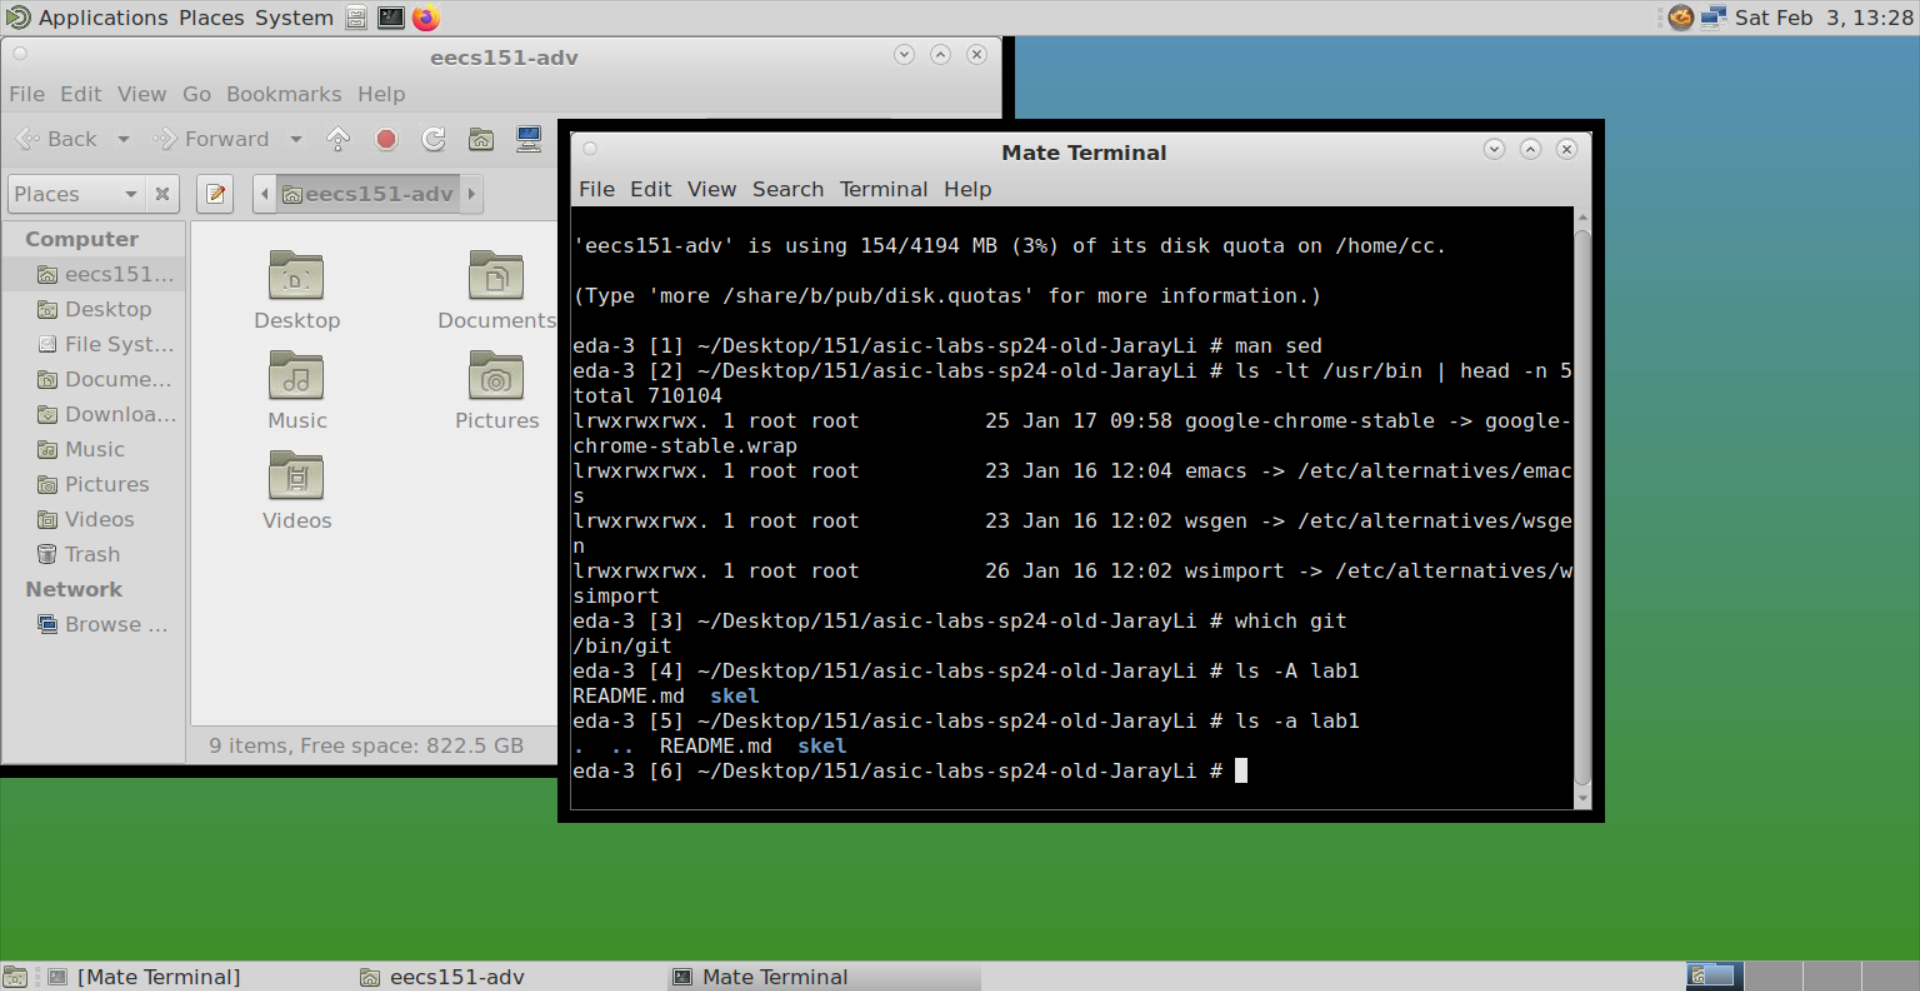 Applications Places System
Sat Feb 3, 13:28
eecs151-adv
File Edit View Go Bookmarks Help
Back
Forward
Places
eecs151-adv
Computer
eecs151...
Desktop
File Syst...
Docume...
Downloa...
Music
Pictures
Videos
Trash
Network
Browse ...
Desktop
Documents
Music
Pictures
Videos
9 items, Free space: 822.5 GB
Mate Terminal
File Edit View Search Terminal Help
'eecs151-adv' is using 154/4194 MB (3%) of its disk quota on /home/cc.
(Type 'more /share/b/pub/disk.quotas' for more information.)
eda-3 [1] ~/Desktop/151/asic-labs-sp24-old-JarayLi # man sed
eda-3 [2] ~/Desktop/151/asic-labs-sp24-old-JarayLi # ls -lt /usr/bin | head -n 5
total 710104
lrwxrwxrwx. 1 root root          25 Jan 17 09:58 google-chrome-stable -> google-
chrome-stable.wrap
lrwxrwxrwx. 1 root root          23 Jan 16 12:04 emacs -> /etc/alternatives/emac
s
lrwxrwxrwx. 1 root root          23 Jan 16 12:02 wsgen -> /etc/alternatives/wsge
n
lrwxrwxrwx. 1 root root          26 Jan 16 12:02 wsimport -> /etc/alternatives/w
simport
eda-3 [3] ~/Desktop/151/asic-labs-sp24-old-JarayLi # which git
/bin/git
eda-3 [4] ~/Desktop/151/asic-labs-sp24-old-JarayLi # ls -A lab1
README.md  skel
eda-3 [5] ~/Desktop/151/asic-labs-sp24-old-JarayLi # ls -a lab1
.  ..  README.md  skel
eda-3 [6] ~/Desktop/151/asic-labs-sp24-old-JarayLi #
[Mate Terminal]
eecs151-adv
Mate Terminal